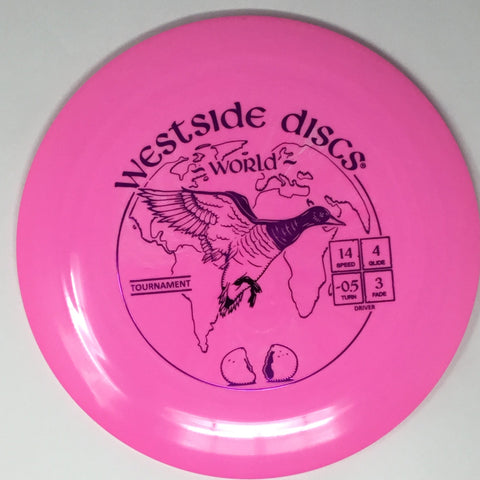 Westside Discs®
World
TOURNAMENT
14 SPEED
4 GLIDE
-0.5 TURN
3 FADE
DRIVER